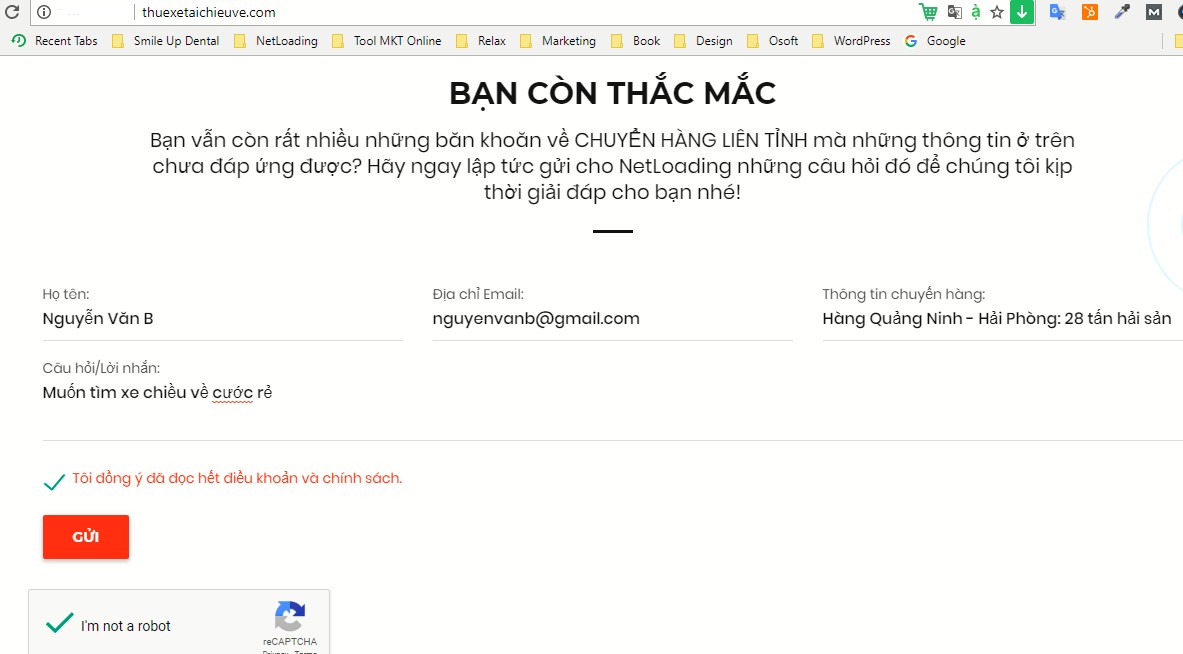 thuexetaichieuve.com
Recent Tabs Smile Up Dental NetLoading Tool MKT Online Relax Marketing Book Design Osoft WordPress Google
BẠN CÒN THẮC MẮC
Bạn vẫn còn rất nhiều những băn khoăn về CHUYỂN HÀNG LIÊN TỈNH mà những thông tin ở trên
chưa đáp ứng được? Hãy ngay lập tức gửi cho NetLoading những câu hỏi đó để chúng tôi kịp
thời giải đáp cho bạn nhé!
Họ tên: Địa chỉ Email: Thông tin chuyến hàng:
Nguyễn Văn B nguyenvanb@gmail.com Hàng Quảng Ninh - Hải Phòng: 28 tấn hải sản
Câu hỏi/Lời nhắn:
Muốn tìm xe chiều về cước rẻ
Tôi đồng ý đã đọc hết điều khoản và chính sách.
GỬI
I'm not a robot
reCAPTCHA
Privacy - Terms